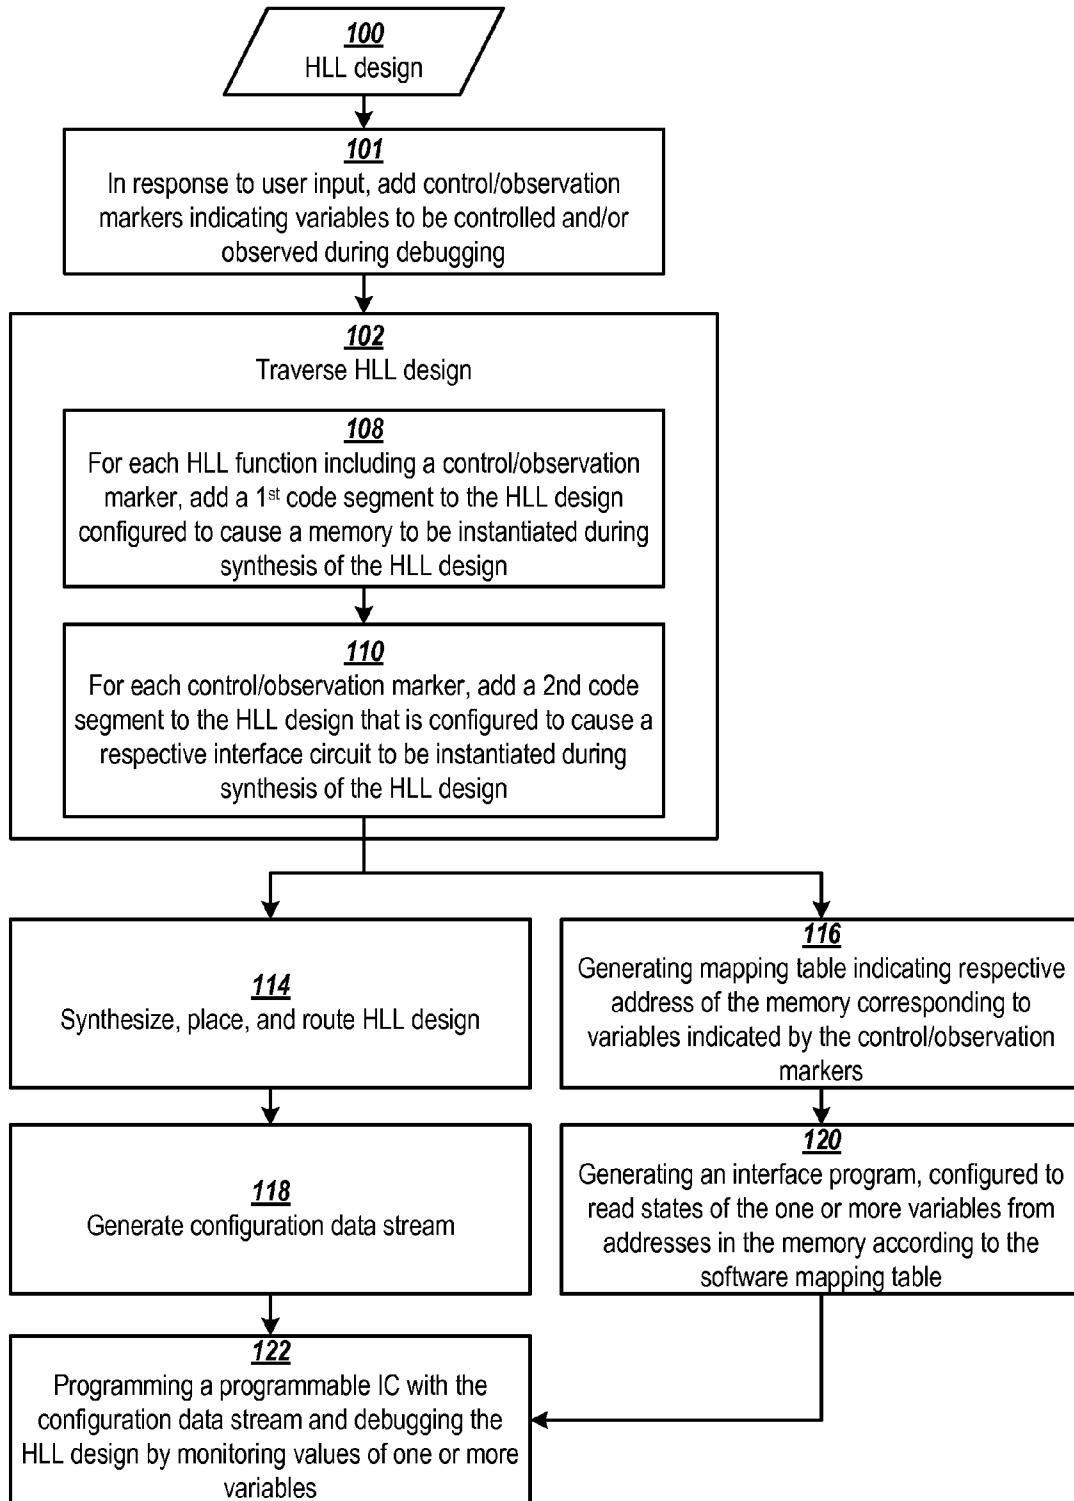 100
HLL design
101
In response to user input, add control/observation
markers indicating variables to be controlled and/or
observed during debugging
102
Traverse HLL design
108
For each HLL function including a control/observation
marker, add a 1st code segment to the HLL design
configured to cause a memory to be instantiated during
synthesis of the HLL design
110
For each control/observation marker, add a 2nd code
segment to the HLL design that is configured to cause a
respective interface circuit to be instantiated during
synthesis of the HLL design
114
Synthesize, place, and route HLL design
116
Generating mapping table indicating respective
address of the memory corresponding to
variables indicated by the control/observation
markers
118
Generate configuration data stream
120
Generating an interface program, configured to
read states of the one or more variables from
addresses in the memory according to the
software mapping table
122
Programming a programmable IC with the
configuration data stream and debugging the
HLL design by monitoring values of one or more
variables